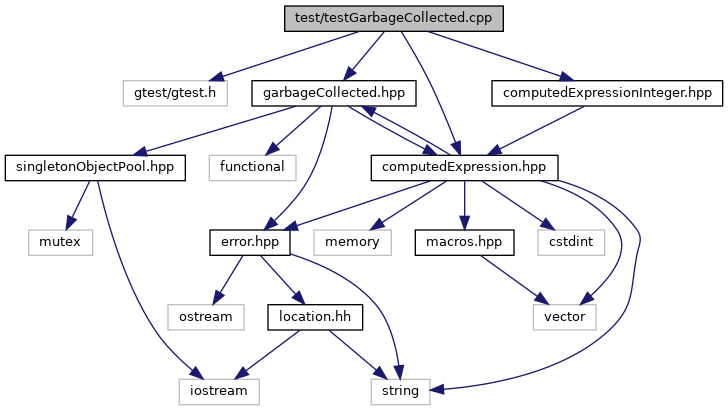 test/testGarbageCollected.cpp
gtest/gtest.h
garbageCollected.hpp
computedExpressionInteger.hpp
singletonObjectPool.hpp
functional
computedExpression.hpp
mutex
error.hpp
memory
macros.hpp
cstdint
ostream
location.hh
vector
iostream
string